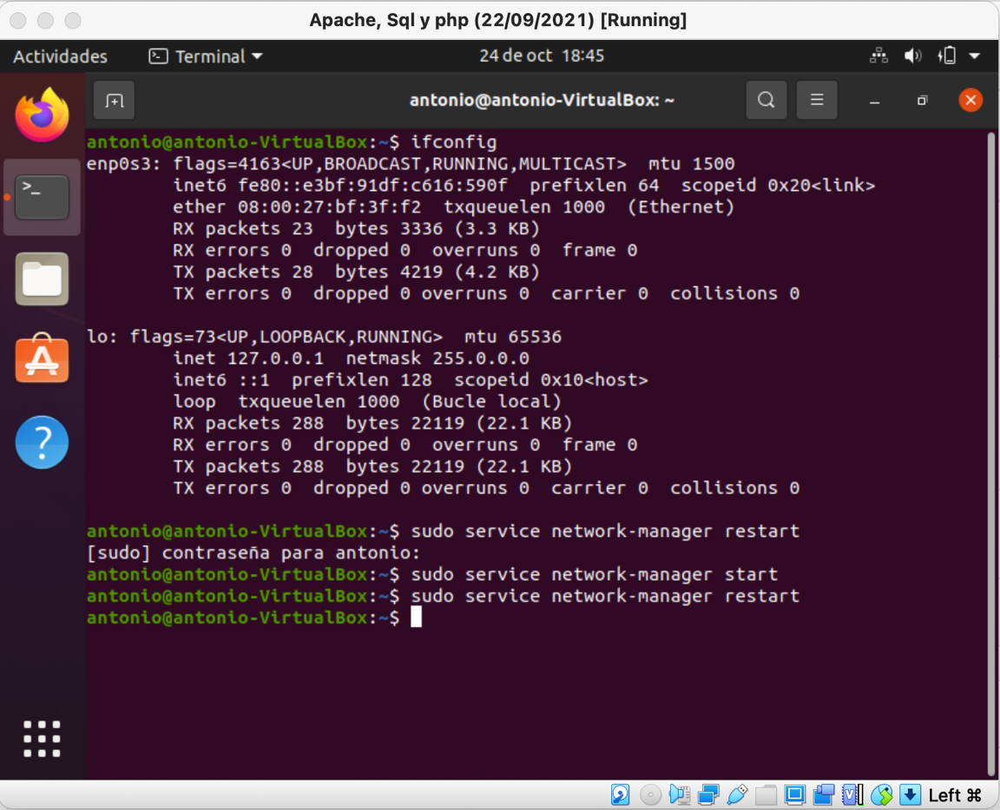 Apache, Sql y php (22/09/2021) [Running]
Actividades Terminal 24 de oct 18:45
antonio@antonio-VirtualBox: ~
antonio@antonio-VirtualBox:~$ ifconfig
enp0s3: flags=4163<UP,BROADCAST,RUNNING,MULTICAST>  mtu 1500
        inet6 fe80::e3bf:91df:c616:590f  prefixlen 64  scopeid 0x20<link>
        ether 08:00:27:bf:3f:f2  txqueuelen 1000  (Ethernet)
        RX packets 23  bytes 3336 (3.3 KB)
        RX errors 0  dropped 0  overruns 0  frame 0
        TX packets 28  bytes 4219 (4.2 KB)
        TX errors 0  dropped 0 overruns 0  carrier 0  collisions 0
lo: flags=73<UP,LOOPBACK,RUNNING>  mtu 65536
        inet 127.0.0.1  netmask 255.0.0.0
        inet6 ::1  prefixlen 128  scopeid 0x10<host>
        loop  txqueuelen 1000  (Bucle local)
        RX packets 288  bytes 22119 (22.1 KB)
        RX errors 0  dropped 0  overruns 0  frame 0
        TX packets 288  bytes 22119 (22.1 KB)
        TX errors 0  dropped 0 overruns 0  carrier 0  collisions 0
antonio@antonio-VirtualBox:~$ sudo service network-manager restart
[sudo] contraseña para antonio:
antonio@antonio-VirtualBox:~$ sudo service network-manager start
antonio@antonio-VirtualBox:~$ sudo service network-manager restart
antonio@antonio-VirtualBox:~$
Left ⌘